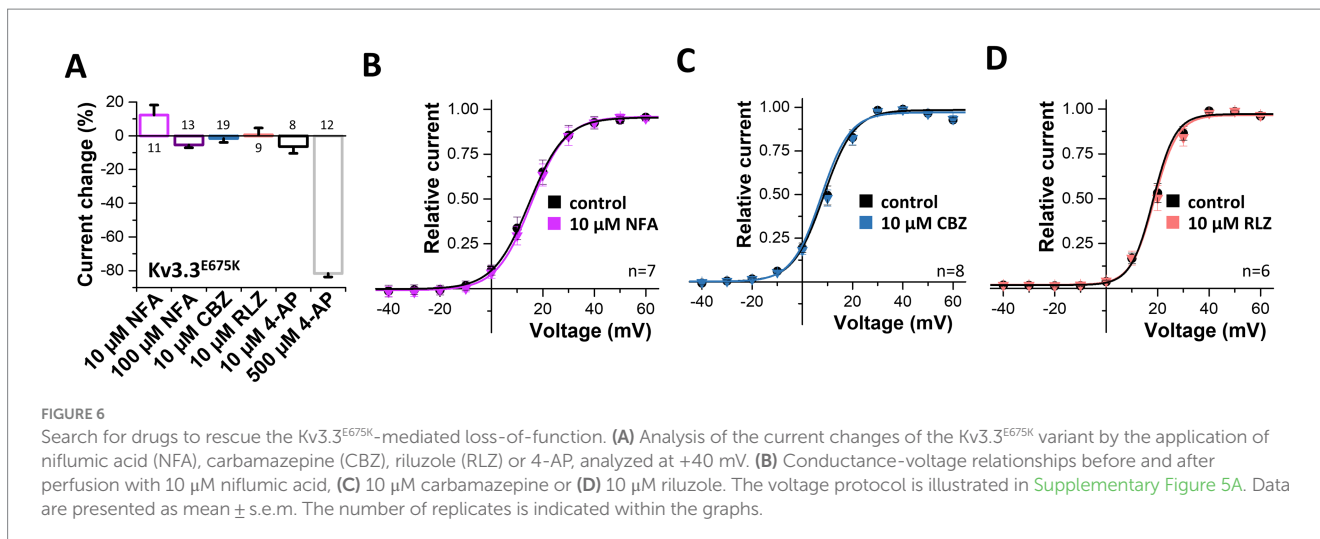 A
Current change (%)
20
0
-20
-40
-60
-80
13 19 8 12
11 9
Kv3.3E675K
10 µM NFA
100 µM NFA
10 µM CBZ
10 µM RLZ
10 µM 4-AP
500 µM 4-AP
B
Relative current
1.00
0.75
0.50
0.25
control
10 µM NFA
n=7
-40 -20 20 40 60
Voltage (mV)
C
Relative current
1.00
0.75
0.50
0.25
control
10 µM CBZ
n=8
-40 -20 20 40 60
Voltage (mV)
D
Relative current
1.00
0.75
0.50
0.25
control
10 µM RLZ
n=6
-40 -20 20 40 60
Voltage (mV)
FIGURE 6
Search for drugs to rescue the Kv3.3E675K-mediated loss-of-function. (A) Analysis of the current changes of the Kv3.3E675K variant by the application of
niflumic acid (NFA), carbamazepine (CBZ), riluzole (RLZ) or 4-AP, analyzed at +40 mV. (B) Conductance-voltage relationships before and after
perfusion with 10 µM niflumic acid, (C) 10 µM carbamazepine or (D) 10 µM riluzole. The voltage protocol is illustrated in Supplementary Figure 5A. Data
are presented as mean ± s.e.m. The number of replicates is indicated within the graphs.